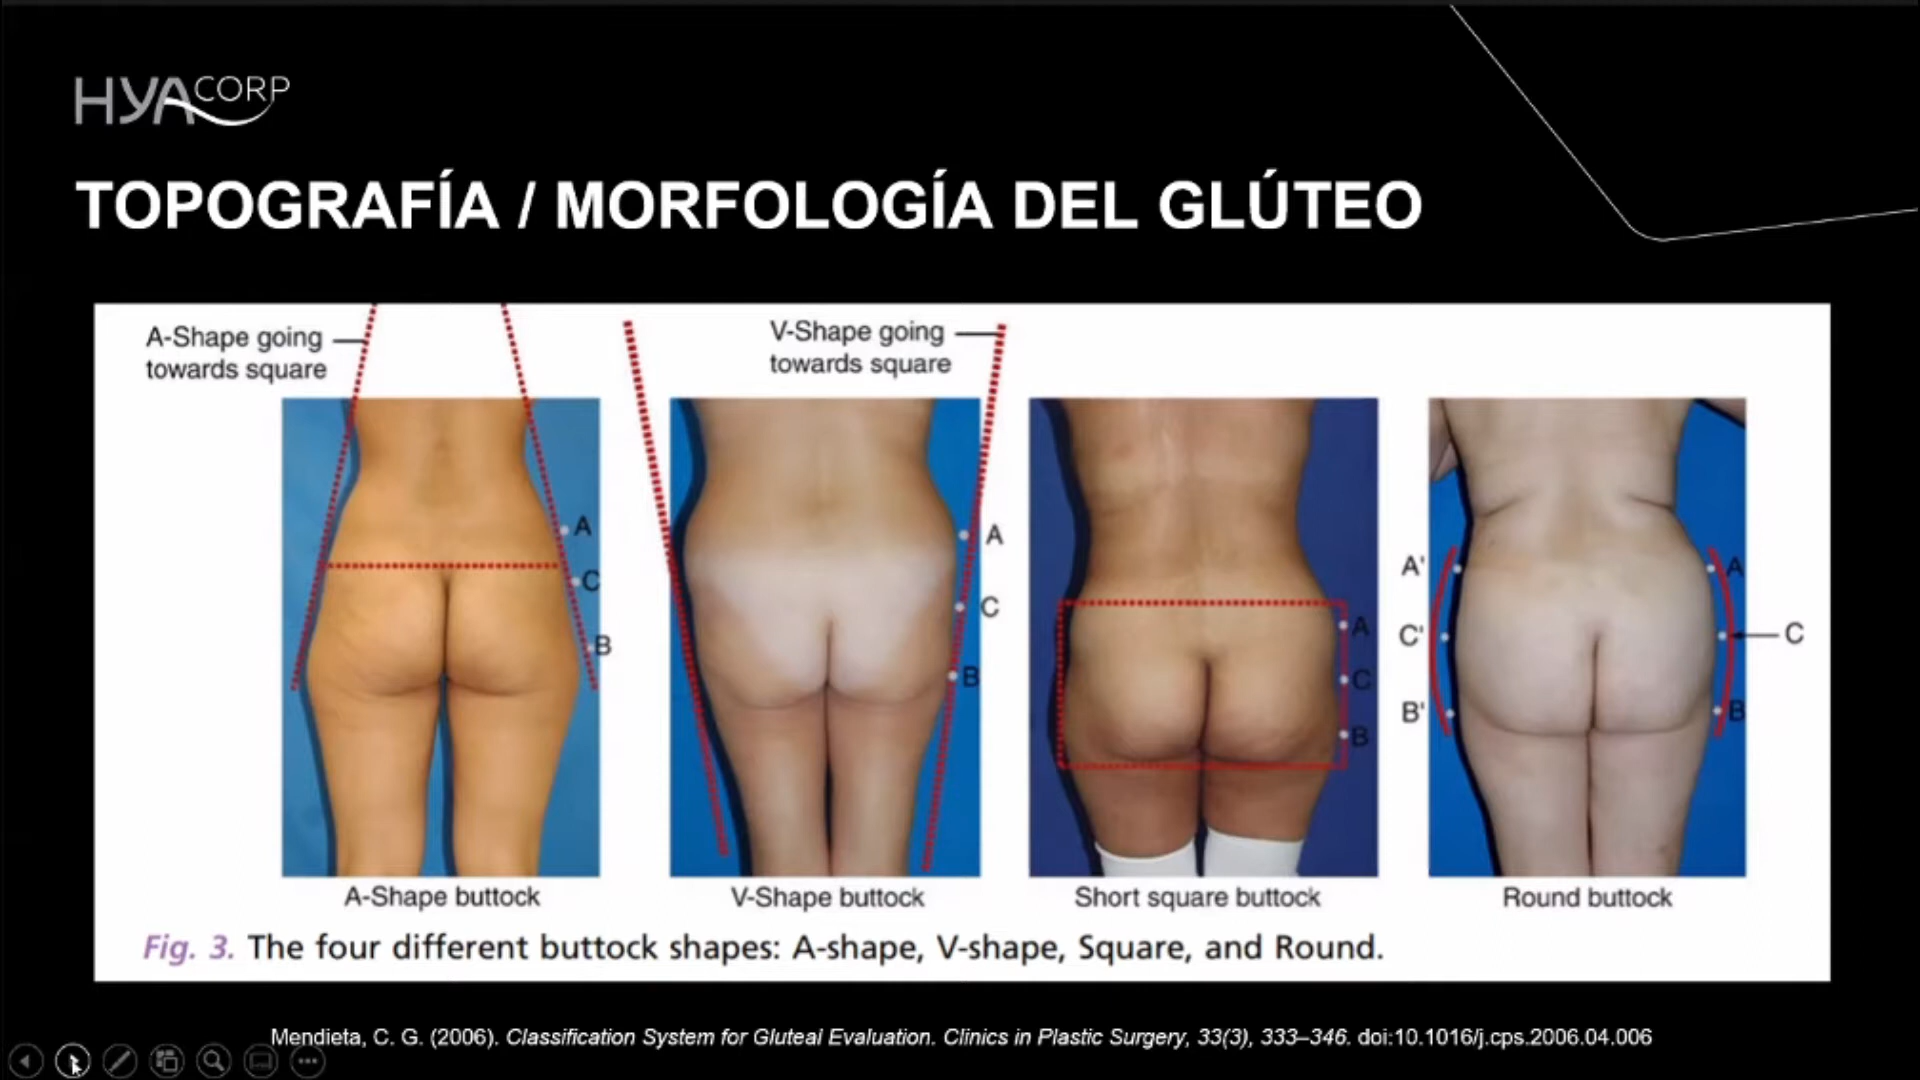 HYACORP
TOPOGRAFÍA / MORFOLOGÍA DEL GLÚTEO
A-Shape going
towards square
V-Shape going
towards square
A
C
B
A
C
B
A
C
B
A'
C'
B'
A
C
B
A-Shape buttock
V-Shape buttock
Short square buttock
Round buttock
Fig. 3. The four different buttock shapes: A-shape, V-shape, Square, and Round.
Mendieta, C. G. (2006). Classification System for Gluteal Evaluation. Clinics in Plastic Surgery, 33(3), 333–346. doi:10.1016/j.cps.2006.04.006